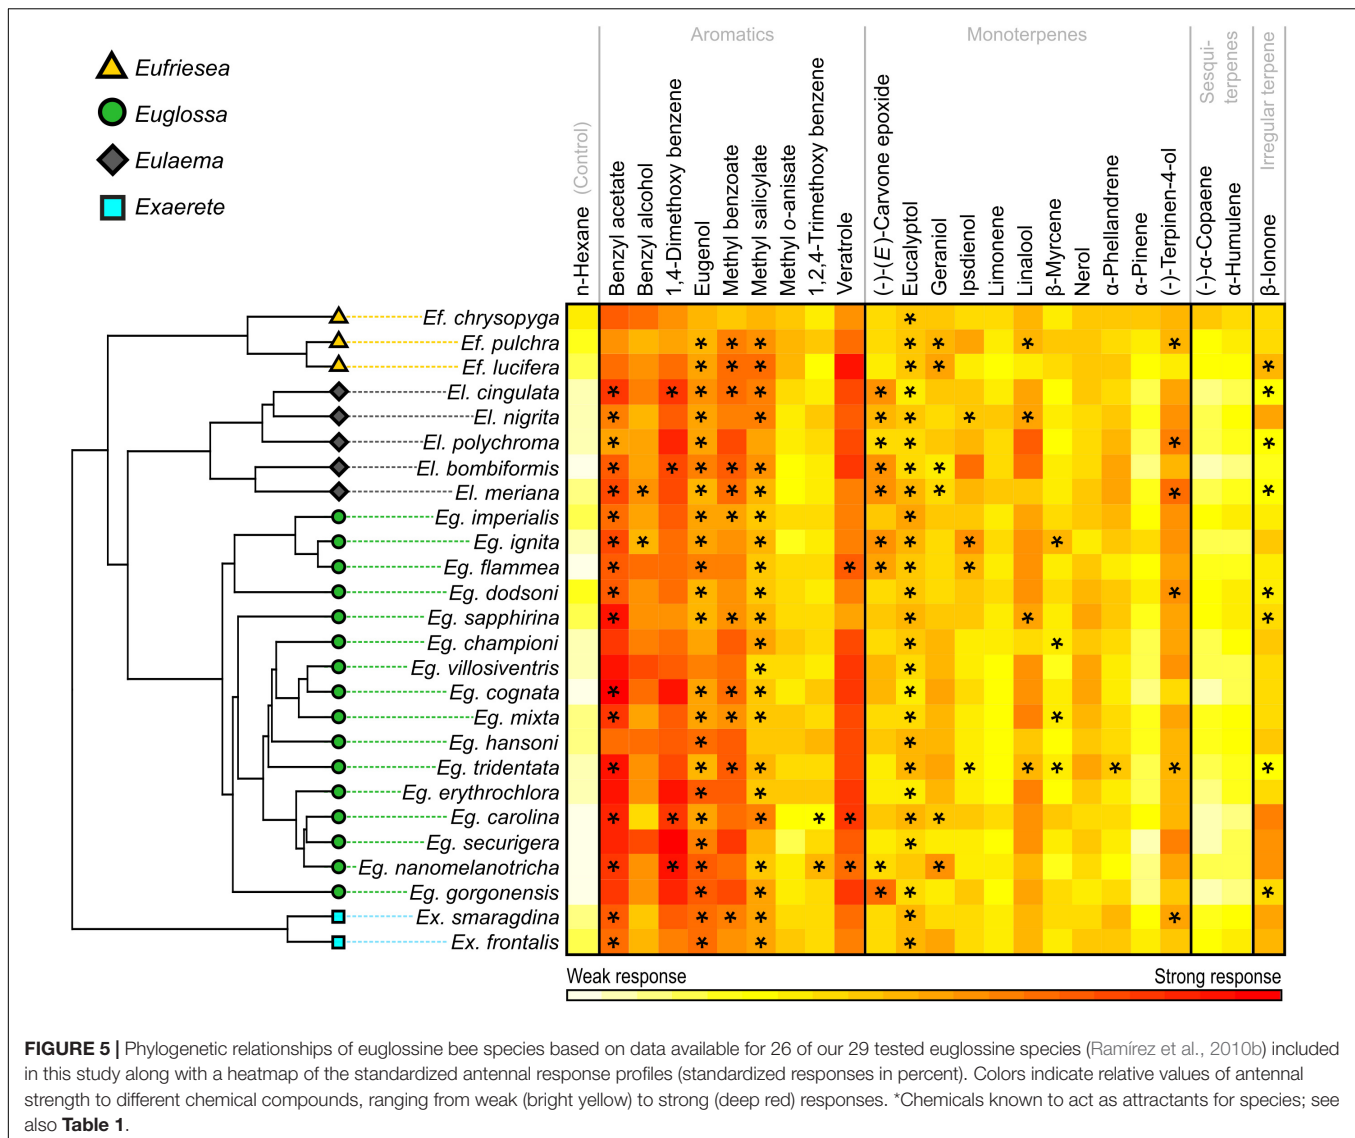 Eufriesea
Euglossa
Eulaema
Exaerete
Aromatics
Monoterpenes
Sesqui-
terpenes
Irregular terpene
n-Hexane (Control)
Benzyl acetate
Benzyl alcohol
1,4-Dimethoxy benzene
Eugenol
Methyl benzoate
Methyl salicylate
Methyl o-anisate
1,2,4-Trimethoxy benzene
Veratrole
(-)-(E)-Carvone epoxide
Eucalyptol
Geraniol
Ipsdienol
Limonene
Linalool
β-Myrcene
Nerol
α-Phellandrene
α-Pinene
(-)-Terpinen-4-ol
(-)-α-Copaene
α-Humulene
β-Ionone
Ef. chrysopyga
Ef. pulchra
Ef. lucifera
El. cingulata
El. nigrita
El. polychroma
El. bombiformis
El. meriana
Eg. imperialis
Eg. ignita
Eg. flammea
Eg. dodsoni
Eg. sapphirina
Eg. championi
Eg. villosiventris
Eg. cognata
Eg. mixta
Eg. hansoni
Eg. tridentata
Eg. erythrochlora
Eg. carolina
Eg. securigera
Eg. nanomelanotricha
Eg. gorgonensis
Ex. smaragdina
Ex. frontalis
Weak response
Strong response
FIGURE 5 | Phylogenetic relationships of euglossine bee species based on data available for 26 of our 29 tested euglossine species (Ramírez et al., 2010b) included
in this study along with a heatmap of the standardized antennal response profiles (standardized responses in percent). Colors indicate relative values of antennal
strength to different chemical compounds, ranging from weak (bright yellow) to strong (deep red) responses. *Chemicals known to act as attractants for species; see
also Table 1.